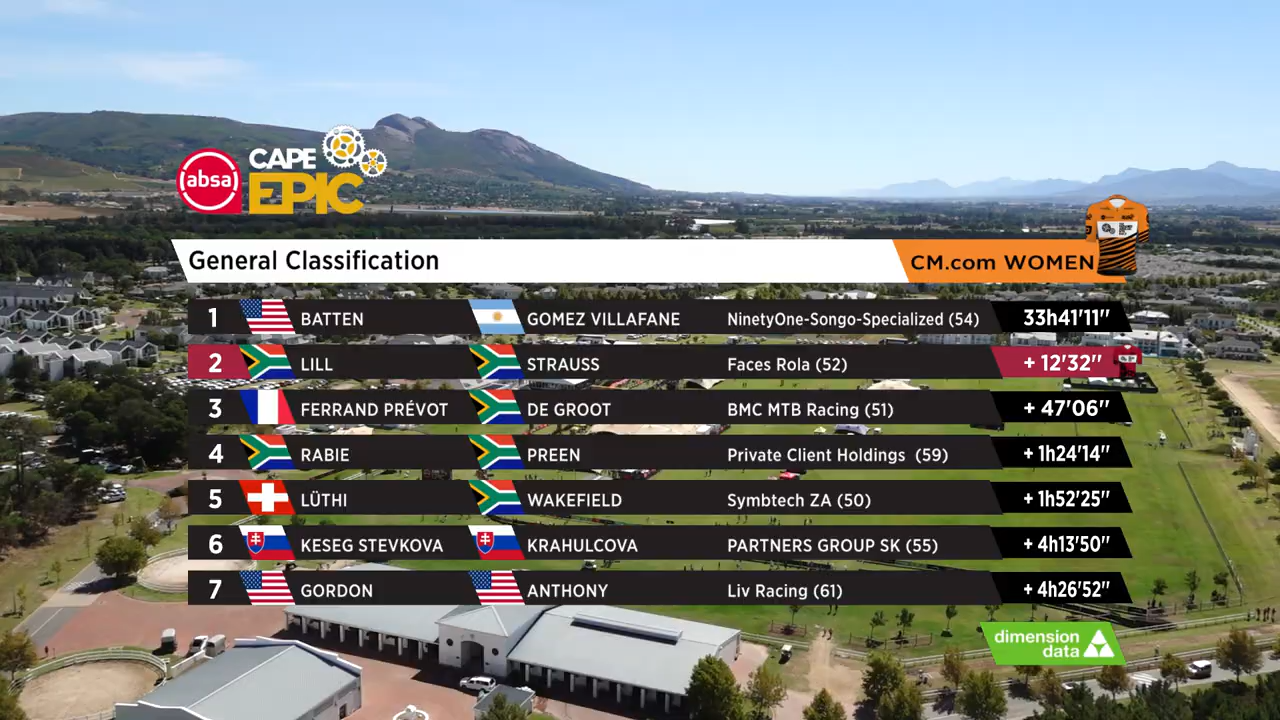 absa
CAPE
EPIC
General Classification
CM.com WOMEN
1 BATTEN GOMEZ VILLAFANE NinetyOne-Songo-Specialized (54) 33h41'11''
2 LILL STRAUSS Faces Rola (52) + 12'32''
3 FERRAND PRÉVOT DE GROOT BMC MTB Racing (51) + 47'06''
4 RABIE PREEN Private Client Holdings (59) + 1h24'14''
5 LÜTHI WAKEFIELD Symbtech ZA (50) + 1h52'25''
6 KESEG STEVKOVA KRAHULCOVA PARTNERS GROUP SK (55) + 4h13'50''
7 GORDON ANTHONY Liv Racing (61) + 4h26'52''
dimension
data